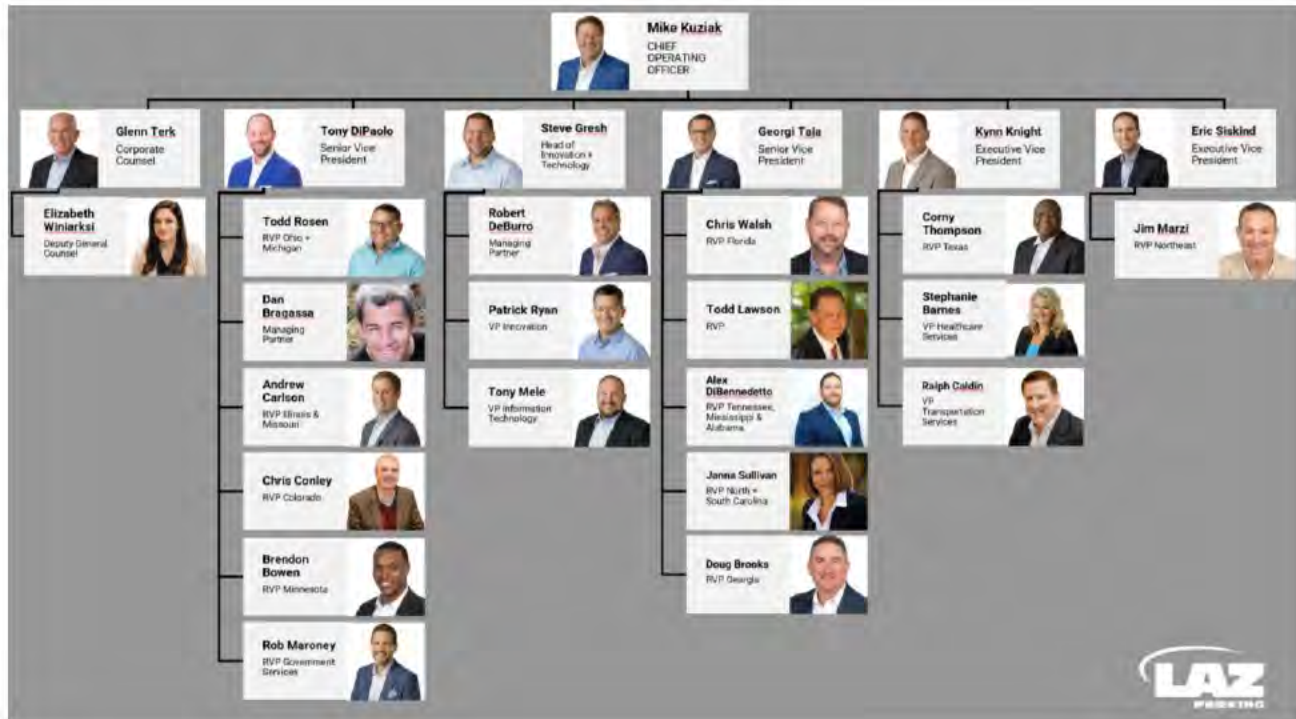 Mike Kuziak
CHIEF
OPERATING
OFFICER
Glenn Terk
Corporate
Counsel
Tony DiPaolo
Senior Vice
President
Steve Gresh
Head of
Innovation +
Technology
Georgi Tala
Senior Vice
President
Kynn Knight
Executive Vice
President
Eric Siskind
Executive Vice
President
Elizabeth
Winiarksi
Deputy General
Counsel
Todd Rosen
RVP Ohio +
Michigan
Dan
Bragassa
Managing
Partner
Andrew
Carlson
RVP Illinois &
Missouri
Chris Conley
RVP Colorado
Brendon
Bowen
RVP Minnesota
Rob Maroney
RVP Government
Services
Robert
DeBurro
Managing
Partner
Patrick Ryan
VP Innovation
Tony Mele
VP Information
Technology
Chris Walsh
RVP Florida
Todd Lawson
RVP
Alex
DiBennedetto
RVP Tennessee,
Mississippi &
Alabama
Janna Sullivan
RVP North +
South Carolina
Doug Brooks
RVP Georgia
Corny
Thompson
RVP Texas
Stephanie
Barnes
VP Healthcare
Services
Ralph Caldin
VP
Transportation
Services
Jim Marzi
RVP Northeast
LAZ
PARKING